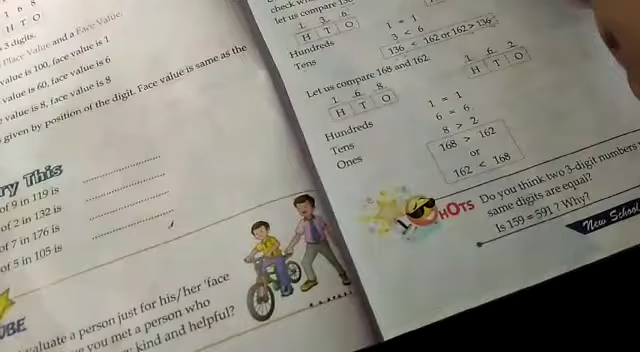 1 6 8
H T O
3 digits.
Place Value and a Face Value.
value is 100, face value is 1
value is 60, face value is 6
value is 8, face value is 8
given by position of the digit. Face value is same as the
ry This
of 9 in 119 is
of 2 in 132 is
of 7 in 176 is
of 5 in 105 is
UBE
valuate a person just for his/her 'face
you met a person who
kind and helpful?
let us compare
1 3 6
H T O
Hundreds 1 = 1
Tens 3 < 6
136 < 162 or 162 > 136
Let us compare 168 and 162.
1 6 8
H T O
1 6 2
H T O
Hundreds 1 = 1
Tens 6 = 6
Ones 8 > 2
168 > 162
or
162 < 168
HOTS
Do you think two 3-digit numbers
same digits are equal?
Is 159 = 591 ? Why?
New School